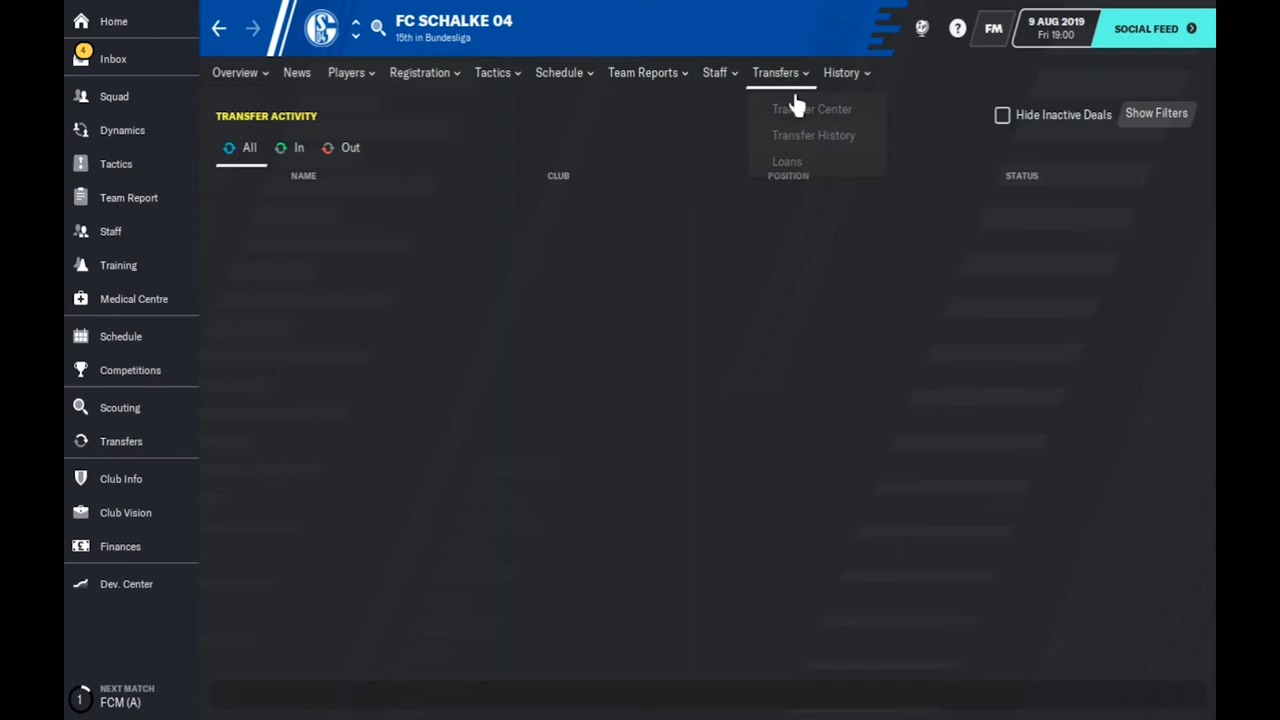 Home
Inbox
4
Squad
Dynamics
Tactics
Team Report
Staff
Training
Medical Centre
Schedule
Competitions
Scouting
Transfers
Club Info
Club Vision
Finances
Dev. Center
1
NEXT MATCH
FCM (A)
FC SCHALKE 04
15th in Bundesliga
FM
9 AUG 2019
Fri 19:00
SOCIAL FEED
Overview News Players Registration Tactics Schedule Team Reports Staff Transfers History
Transfer Center
Transfer History
Loans
TRANSFER ACTIVITY
Hide Inactive Deals
Show Filters
All In Out
NAME CLUB POSITION STATUS